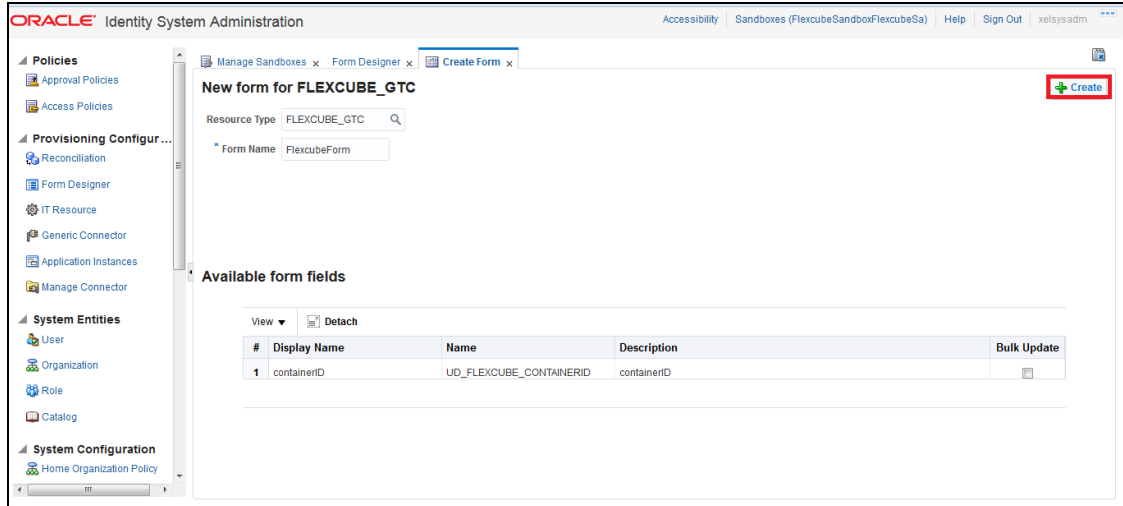 ORACLE® Identity System Administration
Accessibility Sandboxes (FlexcubeSandboxFlexcubeSa) Help Sign Out xelsysadm
Policies
Approval Policies
Access Policies
Provisioning Configur...
Reconciliation
Form Designer
IT Resource
Generic Connector
Application Instances
Manage Connector
System Entities
User
Organization
Role
Catalog
System Configuration
Home Organization Policy
Manage Sandboxes x Form Designer x Create Form x
New form for FLEXCUBE_GTC
Create
Resource Type FLEXCUBE_GTC
* Form Name FlexcubeForm
Available form fields
View Detach
# Display Name Name Description Bulk Update
1 containerID UD_FLEXCUBE_CONTAINERID containerID